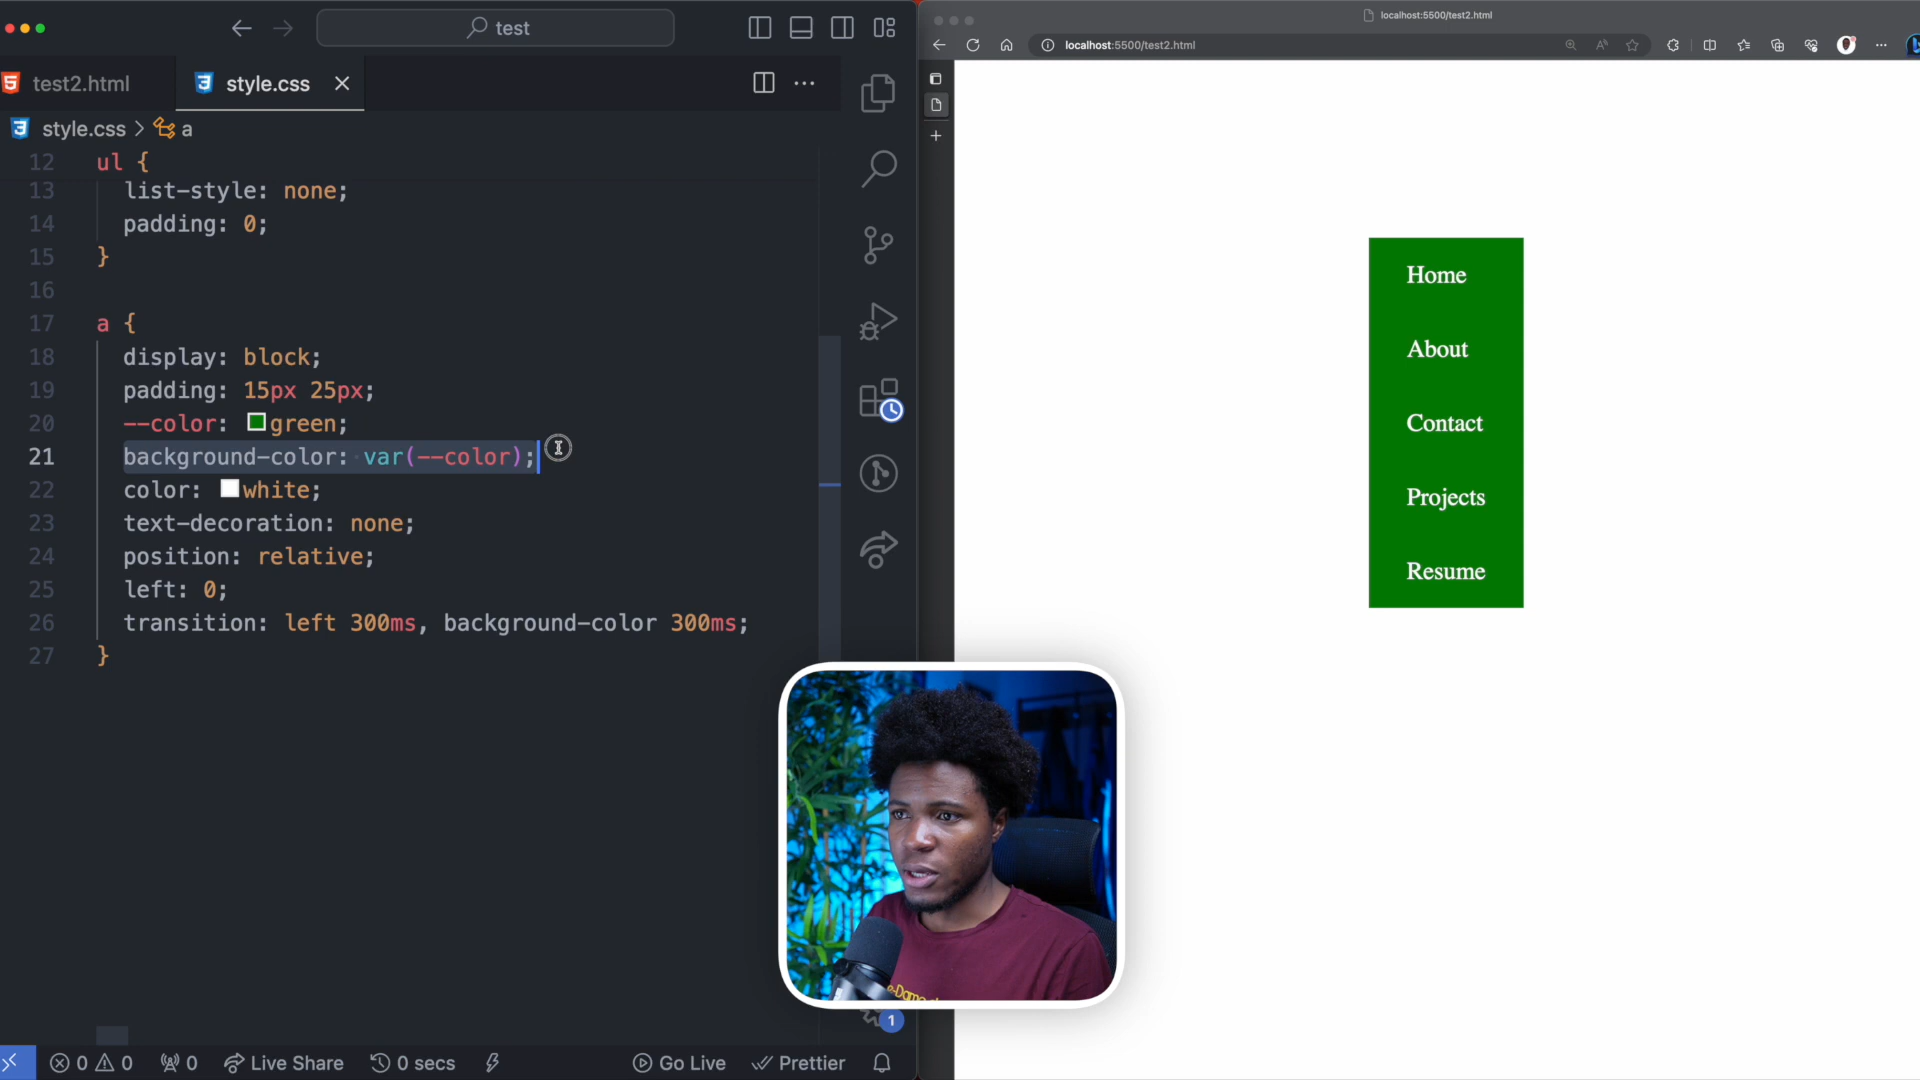 test
test2.html
style.css
style.css > a
12 ul {
13 list-style: none;
14 padding: 0;
15 }
16
17 a {
18 display: block;
19 padding: 15px 25px;
20 --color: green;
21 background-color: var(--color);
22 color: white;
23 text-decoration: none;
24 position: relative;
25 left: 0;
26 transition: left 300ms, background-color 300ms;
27 }
1
0 0 0 Live Share 0 secs Go Live Prettier
localhost:5500/test2.html
localhost:5500/test2.html
Home
About
Contact
Projects
Resume